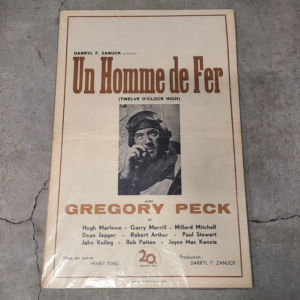 DARRYL F. ZANUCK présente
Un Homme de Fer
(TWELVE O'CLOCK HIGH)
avec
GREGORY PECK
et
Hugh Marlowe - Garry Merrill - Millard Mitchell
Dean Jagger - Robert Arthur - Paul Stewart
John Kellog - Bob Patten - Joyce Mac Kenzie
Mise en scène
HENRY KING
20
Production
DARRYL F. ZANUCK